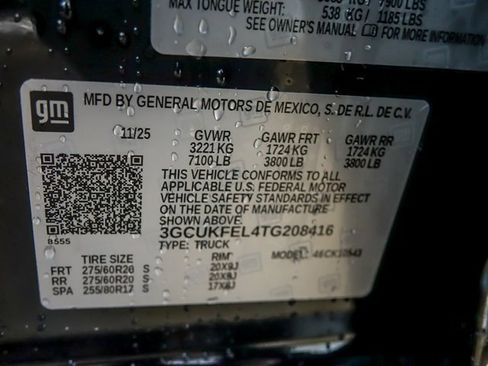 KG / 7900 LBS
MAX TONGUE WEIGHT: 538 KG / 1185 LBS
SEE OWNER'S MANUAL FOR MORE INFORMATION
gm
MFD BY GENERAL MOTORS DE MEXICO, S. DE R.L. DE C.V.
11/25 GVWR GAWR FRT GAWR RR
3221 KG 1724 KG 1724 KG
7100 LB 3800 LB 3800 LB
THIS VEHICLE CONFORMS TO ALL
APPLICABLE U.S. FEDERAL MOTOR
VEHICLE SAFETY STANDARDS IN EFFECT
ON THE DATE OF MANUFACTURE
SHOWN ABOVE.
3GCUKFEL4TG208416
TYPE: TRUCK MODEL:
8555
TIRE SIZE RIM
FRT 275/60R20 S 20X9J
RR 275/60R20 S 20X9J
SPA 255/80R17 S 17X8J